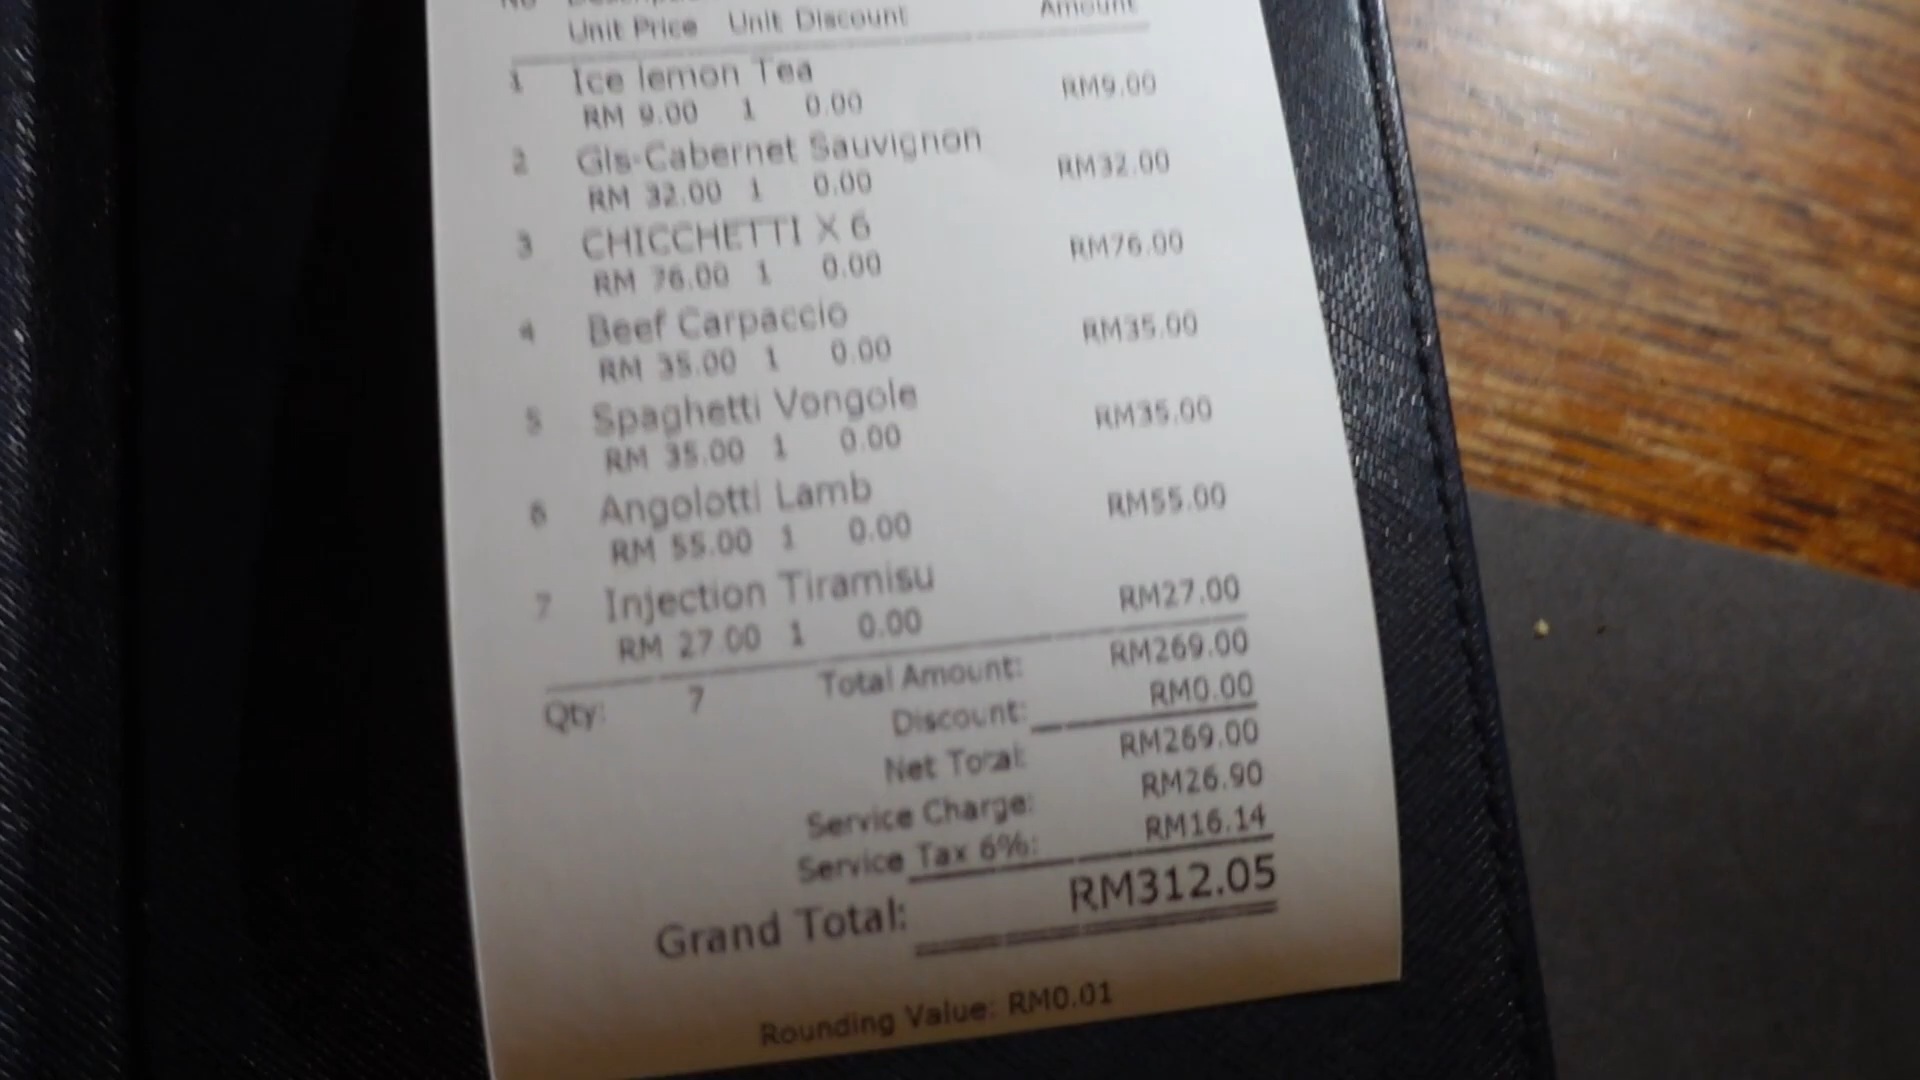 No
Unit Price Unit Discount Amount
1 Ice lemon Tea
RM 9.00 1 0.00 RM9.00
2 Gls-Cabernet Sauvignon
RM 32.00 1 0.00 RM32.00
3 CHICCHETTI X 6
RM 76.00 1 0.00 RM76.00
4 Beef Carpaccio
RM 35.00 1 0.00 RM35.00
5 Spaghetti Vongole
RM 35.00 1 0.00 RM35.00
6 Angolotti Lamb
RM 55.00 1 0.00 RM55.00
7 Injection Tiramisu
RM 27.00 1 0.00 RM27.00
Qty: 7 Total Amount: RM269.00
Discount: RM0.00
Net Total: RM269.00
Service Charge: RM26.90
Service Tax 6%: RM16.14
Grand Total: RM312.05
Rounding Value: RM0.01